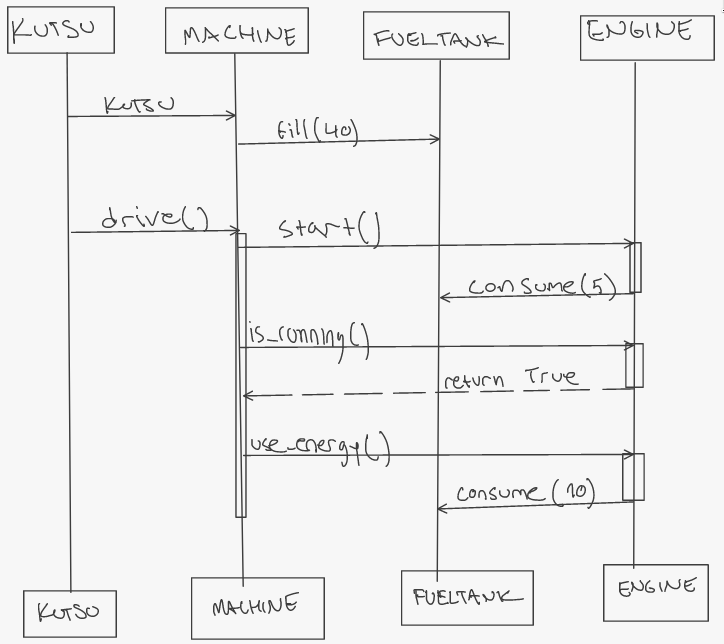 KUTSU
MACHINE
FUELTANK
ENGINE
KUTSU
fill(40)
drive()
start()
consume(5)
is_running()
return True
use_energy()
consume(10)
KUTSU
MACHINE
FUELTANK
ENGINE